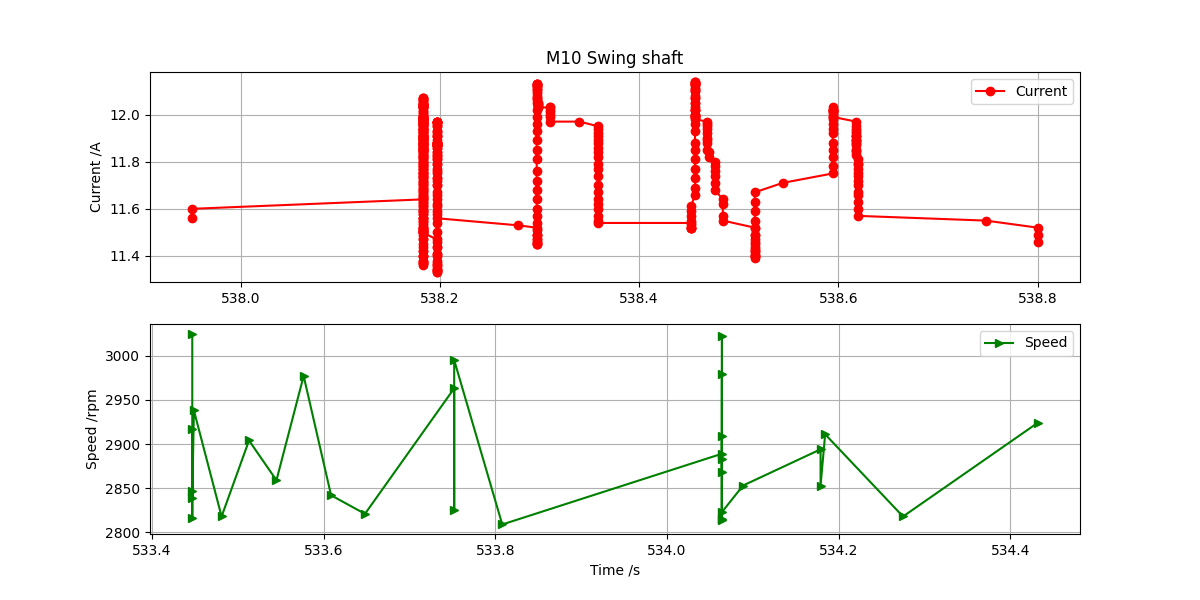 M10 Swing shaft
Current /A
12.0
11.8
11.6
11.4
Current
538.0 538.2 538.4 538.6 538.8
Speed /rpm
3000
2950
2900
2850
2800
Speed
533.4 533.6 533.8 534.0 534.2 534.4
Time /s